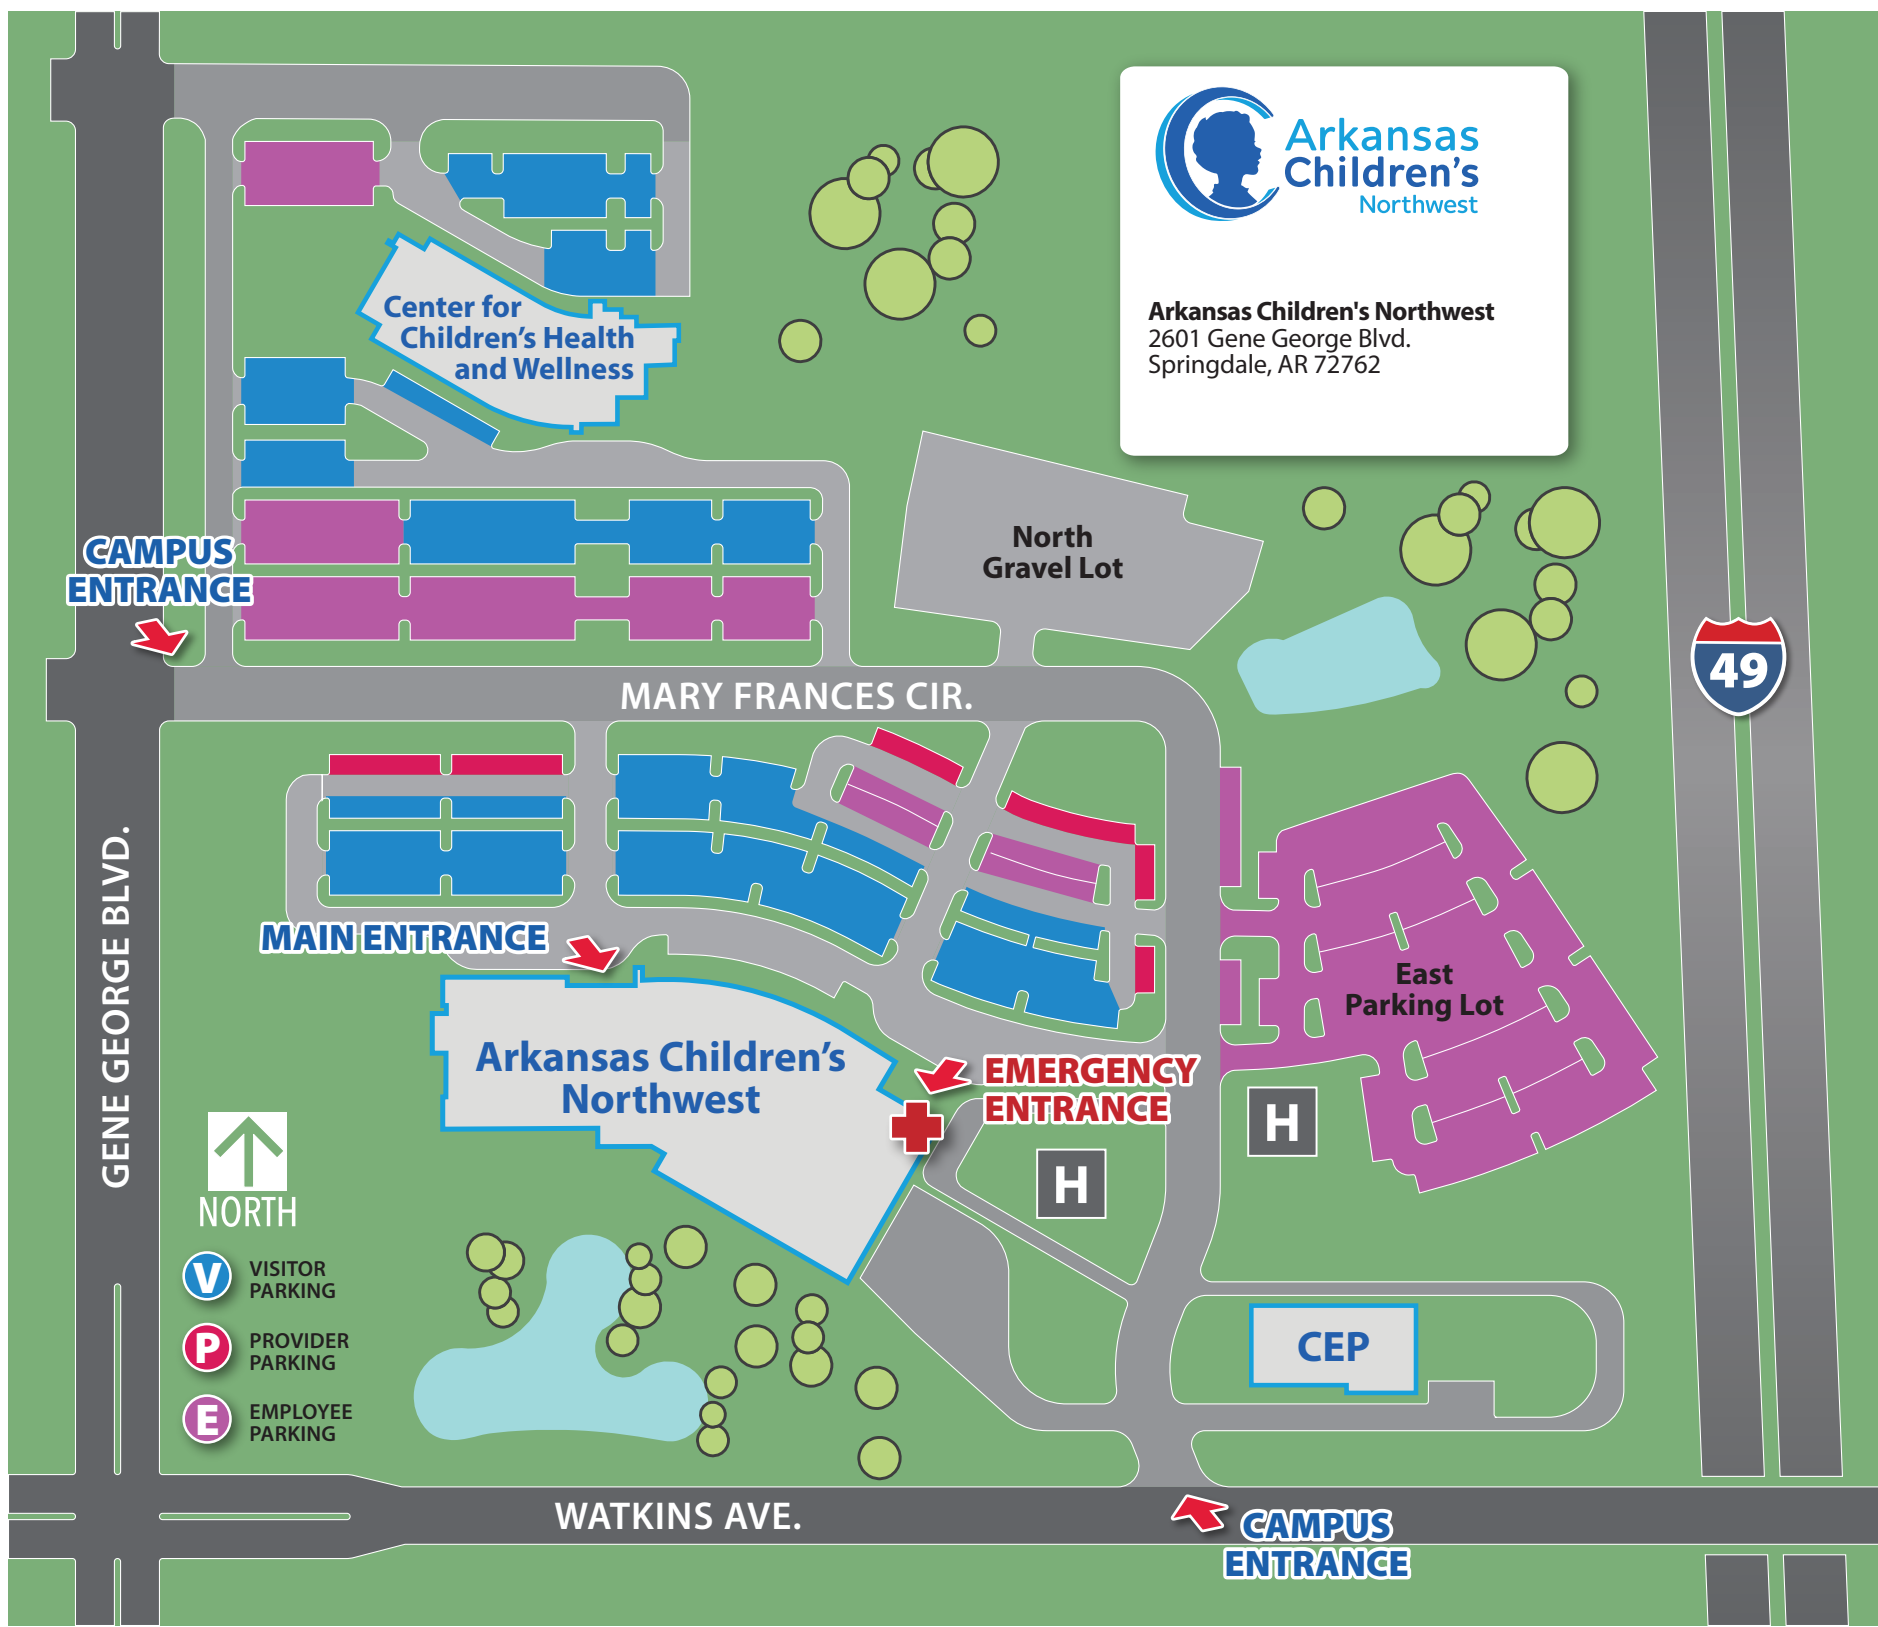 Arkansas
Children's
Northwest
Arkansas Children's Northwest
2601 Gene George Blvd.
Springdale, AR 72762
Center for
Children's Health
and Wellness
North
Gravel Lot
CAMPUS
ENTRANCE
49
MARY FRANCES CIR.
GENE GEORGE BLVD.
MAIN ENTRANCE
East
Parking Lot
Arkansas Children's
Northwest
EMERGENCY
ENTRANCE
H
H
NORTH
V VISITOR
PARKING
P PROVIDER
PARKING
E EMPLOYEE
PARKING
CEP
WATKINS AVE.
CAMPUS
ENTRANCE